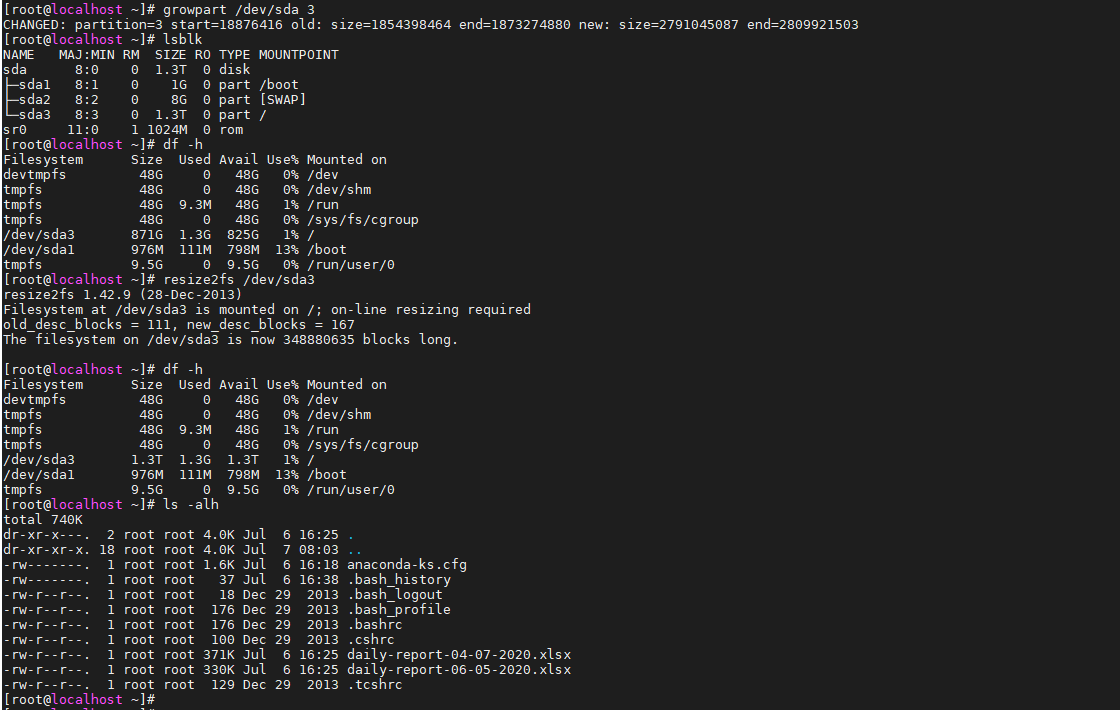 [root@localhost ~]# growpart /dev/sda 3
CHANGED: partition=3 start=18876416 old: size=1854398464 end=1873274880 new: size=2791045087 end=2809921503
[root@localhost ~]# lsblk
NAME   MAJ:MIN RM  SIZE RO TYPE MOUNTPOINT
sda      8:0    0  1.3T  0 disk
├─sda1   8:1    0    1G  0 part /boot
├─sda2   8:2    0    8G  0 part [SWAP]
└─sda3   8:3    0  1.3T  0 part /
sr0     11:0    1 1024M  0 rom
[root@localhost ~]# df -h
Filesystem      Size  Used Avail Use% Mounted on
devtmpfs         48G     0   48G   0% /dev
tmpfs            48G     0   48G   0% /dev/shm
tmpfs            48G  9.3M   48G   1% /run
tmpfs            48G     0   48G   0% /sys/fs/cgroup
/dev/sda3       871G  1.3G  825G   1% /
/dev/sda1       976M  111M  798M  13% /boot
tmpfs           9.5G     0  9.5G   0% /run/user/0
[root@localhost ~]# resize2fs /dev/sda3
resize2fs 1.42.9 (28-Dec-2013)
Filesystem at /dev/sda3 is mounted on /; on-line resizing required
old_desc_blocks = 111, new_desc_blocks = 167
The filesystem on /dev/sda3 is now 348880635 blocks long.

[root@localhost ~]# df -h
Filesystem      Size  Used Avail Use% Mounted on
devtmpfs         48G     0   48G   0% /dev
tmpfs            48G     0   48G   0% /dev/shm
tmpfs            48G  9.3M   48G   1% /run
tmpfs            48G     0   48G   0% /sys/fs/cgroup
/dev/sda3       1.3T  1.3G  1.3T   1% /
/dev/sda1       976M  111M  798M  13% /boot
tmpfs           9.5G     0  9.5G   0% /run/user/0
[root@localhost ~]# ls -alh
total 740K
dr-xr-x---.  2 root root 4.0K Jul  6 16:25 .
dr-xr-xr-x. 18 root root 4.0K Jul  7 08:03 ..
-rw-------.  1 root root 1.6K Jul  6 16:18 anaconda-ks.cfg
-rw-------.  1 root root   37 Jul  6 16:38 .bash_history
-rw-r--r--.  1 root root   18 Dec 29  2013 .bash_logout
-rw-r--r--.  1 root root  176 Dec 29  2013 .bash_profile
-rw-r--r--.  1 root root  176 Dec 29  2013 .bashrc
-rw-r--r--.  1 root root  100 Dec 29  2013 .cshrc
-rw-r--r--.  1 root root 371K Jul  6 16:25 daily-report-04-07-2020.xlsx
-rw-r--r--.  1 root root 330K Jul  6 16:25 daily-report-06-05-2020.xlsx
-rw-r--r--.  1 root root  129 Dec 29  2013 .tcshrc
[root@localhost ~]#